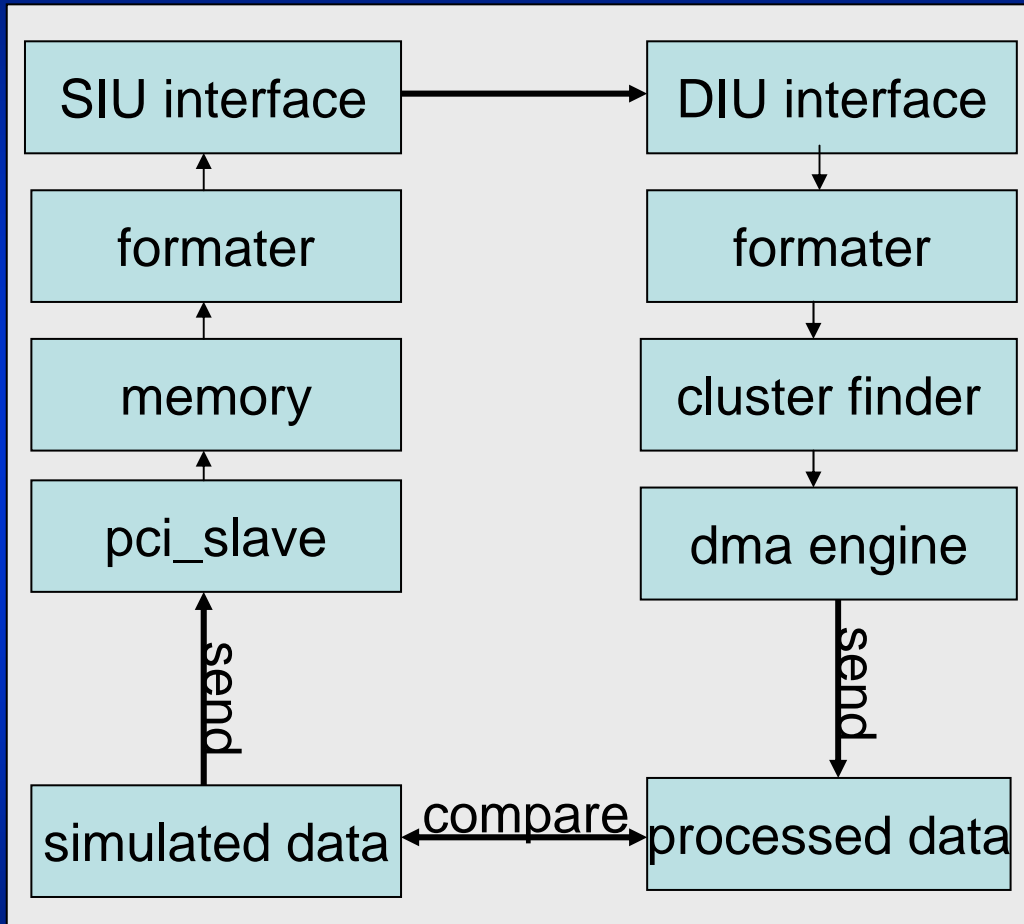 SIU interface
DIU interface
formater
formater
memory
cluster finder
pci_slave
dma engine
send
send
simulated data
compare
processed data